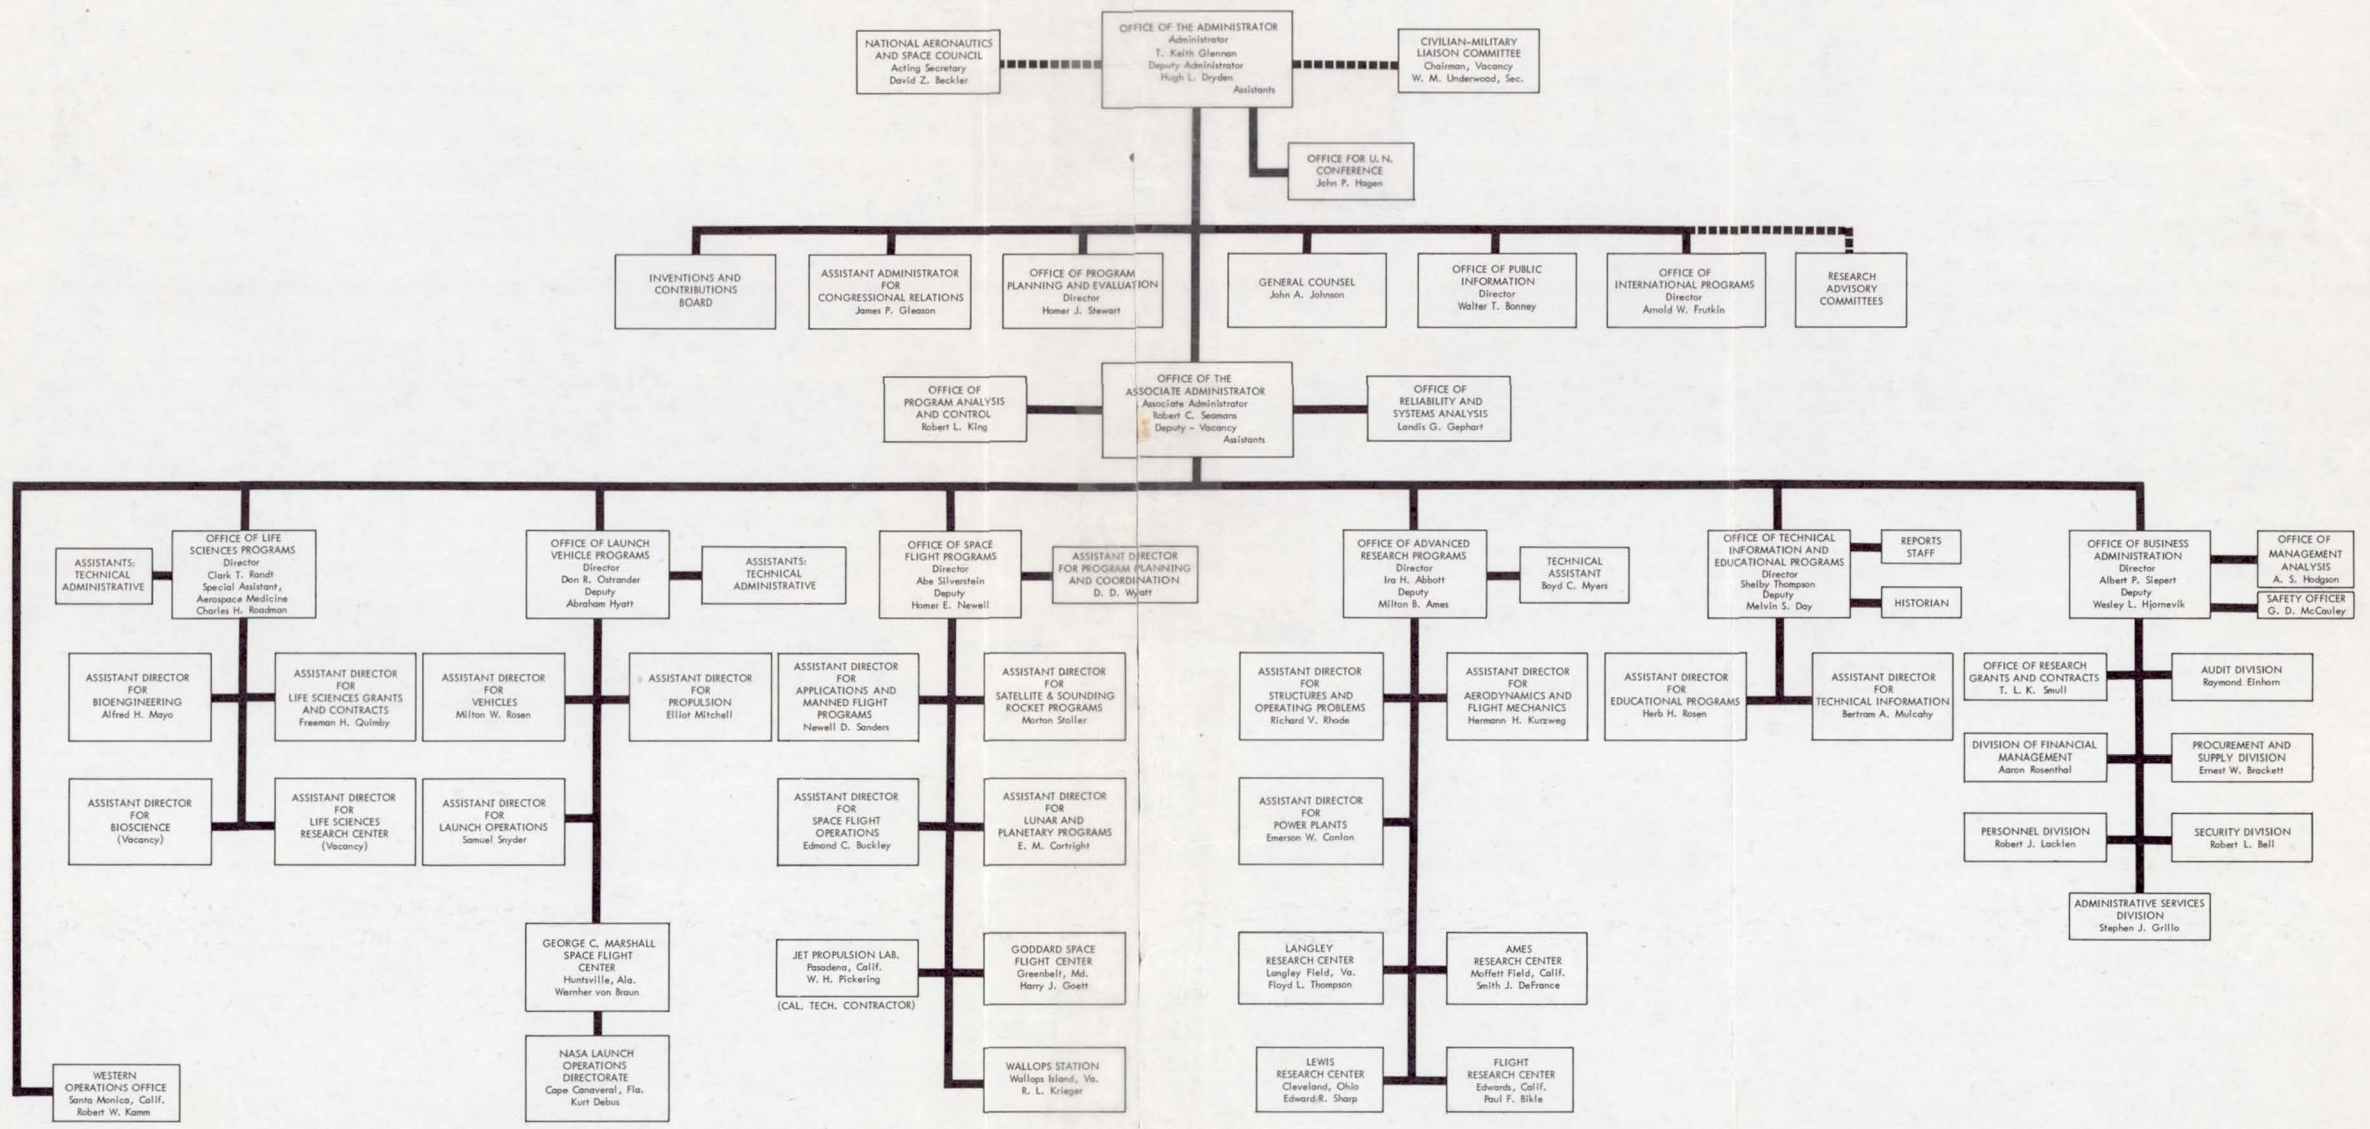 NATIONAL AERONAUTICS
AND SPACE COUNCIL
Acting Secretary
David Z. Beckler
OFFICE OF THE ADMINISTRATOR
Administrator
T. Keith Glennan
Deputy Administrator
Hugh L. Dryden
Assistants
CIVILIAN-MILITARY
LIAISON COMMITTEE
Chairman, Vacancy
W. M. Underwood, Sec.
OFFICE FOR U. N.
CONFERENCE
John P. Hagen
INVENTIONS AND
CONTRIBUTIONS
BOARD
ASSISTANT ADMINISTRATOR
FOR
CONGRESSIONAL RELATIONS
James P. Gleason
OFFICE OF PROGRAM
PLANNING AND EVALUATION
Director
Homer J. Stewart
GENERAL COUNSEL
John A. Johnson
OFFICE OF PUBLIC
INFORMATION
Director
Walter T. Bonney
OFFICE OF
INTERNATIONAL PROGRAMS
Director
Arnold W. Frutkin
RESEARCH
ADVISORY
COMMITTEES
OFFICE OF
PROGRAM ANALYSIS
AND CONTROL
Robert L. King
OFFICE OF THE
ASSOCIATE ADMINISTRATOR
Associate Administrator
Robert C. Seamans
Deputy - Vacancy
Assistants
OFFICE OF
RELIABILITY AND
SYSTEMS ANALYSIS
Landis G. Gephart
ASSISTANTS:
TECHNICAL
ADMINISTRATIVE
OFFICE OF LIFE
SCIENCES PROGRAMS
Director
Clark T. Randt
Special Assistant,
Aerospace Medicine
Charles H. Roadman
OFFICE OF LAUNCH
VEHICLE PROGRAMS
Director
Don R. Ostrander
Deputy
Abraham Hyatt
ASSISTANTS:
TECHNICAL
ADMINISTRATIVE
OFFICE OF SPACE
FLIGHT PROGRAMS
Director
Abe Silverstein
Deputy
Homer E. Newell
ASSISTANT DIRECTOR
FOR PROGRAM PLANNING
AND COORDINATION
D. D. Wyatt
OFFICE OF ADVANCED
RESEARCH PROGRAMS
Director
Ira H. Abbott
Deputy
Milton B. Ames
TECHNICAL
ASSISTANT
Boyd C. Myers
OFFICE OF TECHNICAL
INFORMATION AND
EDUCATIONAL PROGRAMS
Director
Shelby Thompson
Deputy
Melvin S. Day
REPORTS
STAFF
HISTORIAN
OFFICE OF BUSINESS
ADMINISTRATION
Director
Albert P. Siepert
Deputy
Wesley L. Hjornevik
OFFICE OF
MANAGEMENT
ANALYSIS
A. S. Hodgson
SAFETY OFFICER
G. D. McCauley
ASSISTANT DIRECTOR
FOR
BIOENGINEERING
Alfred H. Mayo
ASSISTANT DIRECTOR
FOR
LIFE SCIENCES GRANTS
AND CONTRACTS
Freeman H. Quimby
ASSISTANT DIRECTOR
FOR
VEHICLES
Milton W. Rosen
ASSISTANT DIRECTOR
FOR
PROPULSION
Elliot Mitchell
ASSISTANT DIRECTOR
FOR
APPLICATIONS AND
MANNED FLIGHT
PROGRAMS
Newell D. Sanders
ASSISTANT DIRECTOR
FOR
SATELLITE & SOUNDING
ROCKET PROGRAMS
Morton Stoller
ASSISTANT DIRECTOR
FOR
STRUCTURES AND
OPERATING PROBLEMS
Richard V. Rhode
ASSISTANT DIRECTOR
FOR
AERODYNAMICS AND
FLIGHT MECHANICS
Hermann H. Kurzweg
ASSISTANT DIRECTOR
FOR
EDUCATIONAL PROGRAMS
Herb H. Rosen
ASSISTANT DIRECTOR
FOR
TECHNICAL INFORMATION
Bertram A. Mulcahy
OFFICE OF RESEARCH
GRANTS AND CONTRACTS
T. L. K. Smull
AUDIT DIVISION
Raymond Einhorn
DIVISION OF FINANCIAL
MANAGEMENT
Aaron Rosenthal
PROCUREMENT AND
SUPPLY DIVISION
Ernest W. Brackett
ASSISTANT DIRECTOR
FOR
BIOSCIENCE
(Vacancy)
ASSISTANT DIRECTOR
FOR
LIFE SCIENCES
RESEARCH CENTER
(Vacancy)
ASSISTANT DIRECTOR
FOR
LAUNCH OPERATIONS
Samuel Snyder
ASSISTANT DIRECTOR
FOR
SPACE FLIGHT
OPERATIONS
Edmond C. Buckley
ASSISTANT DIRECTOR
FOR
LUNAR AND
PLANETARY PROGRAMS
E. M. Cortright
ASSISTANT DIRECTOR
FOR
POWER PLANTS
Emerson W. Conlon
PERSONNEL DIVISION
Robert J. Lacklen
SECURITY DIVISION
Robert L. Bell
ADMINISTRATIVE SERVICES
DIVISION
Stephen J. Grillo
GEORGE C. MARSHALL
SPACE FLIGHT
CENTER
Huntsville, Ala.
Wernher von Braun
JET PROPULSION LAB.
Pasadena, Calif.
W. H. Pickering
(CAL. TECH. CONTRACTOR)
GODDARD SPACE
FLIGHT CENTER
Greenbelt, Md.
Harry J. Goett
LANGLEY
RESEARCH CENTER
Langley Field, Va.
Floyd L. Thompson
AMES
RESEARCH CENTER
Moffett Field, Calif.
Smith J. DeFrance
WESTERN
OPERATIONS OFFICE
Santa Monica, Calif.
Robert W. Kamm
NASA LAUNCH
OPERATIONS
DIRECTORATE
Cape Canaveral, Fla.
Kurt Debus
WALLOPS STATION
Wallops Island, Va.
R. L. Krieger
LEWIS
RESEARCH CENTER
Cleveland, Ohio
Edward R. Sharp
FLIGHT
RESEARCH CENTER
Edwards, Calif.
Paul F. Bikle